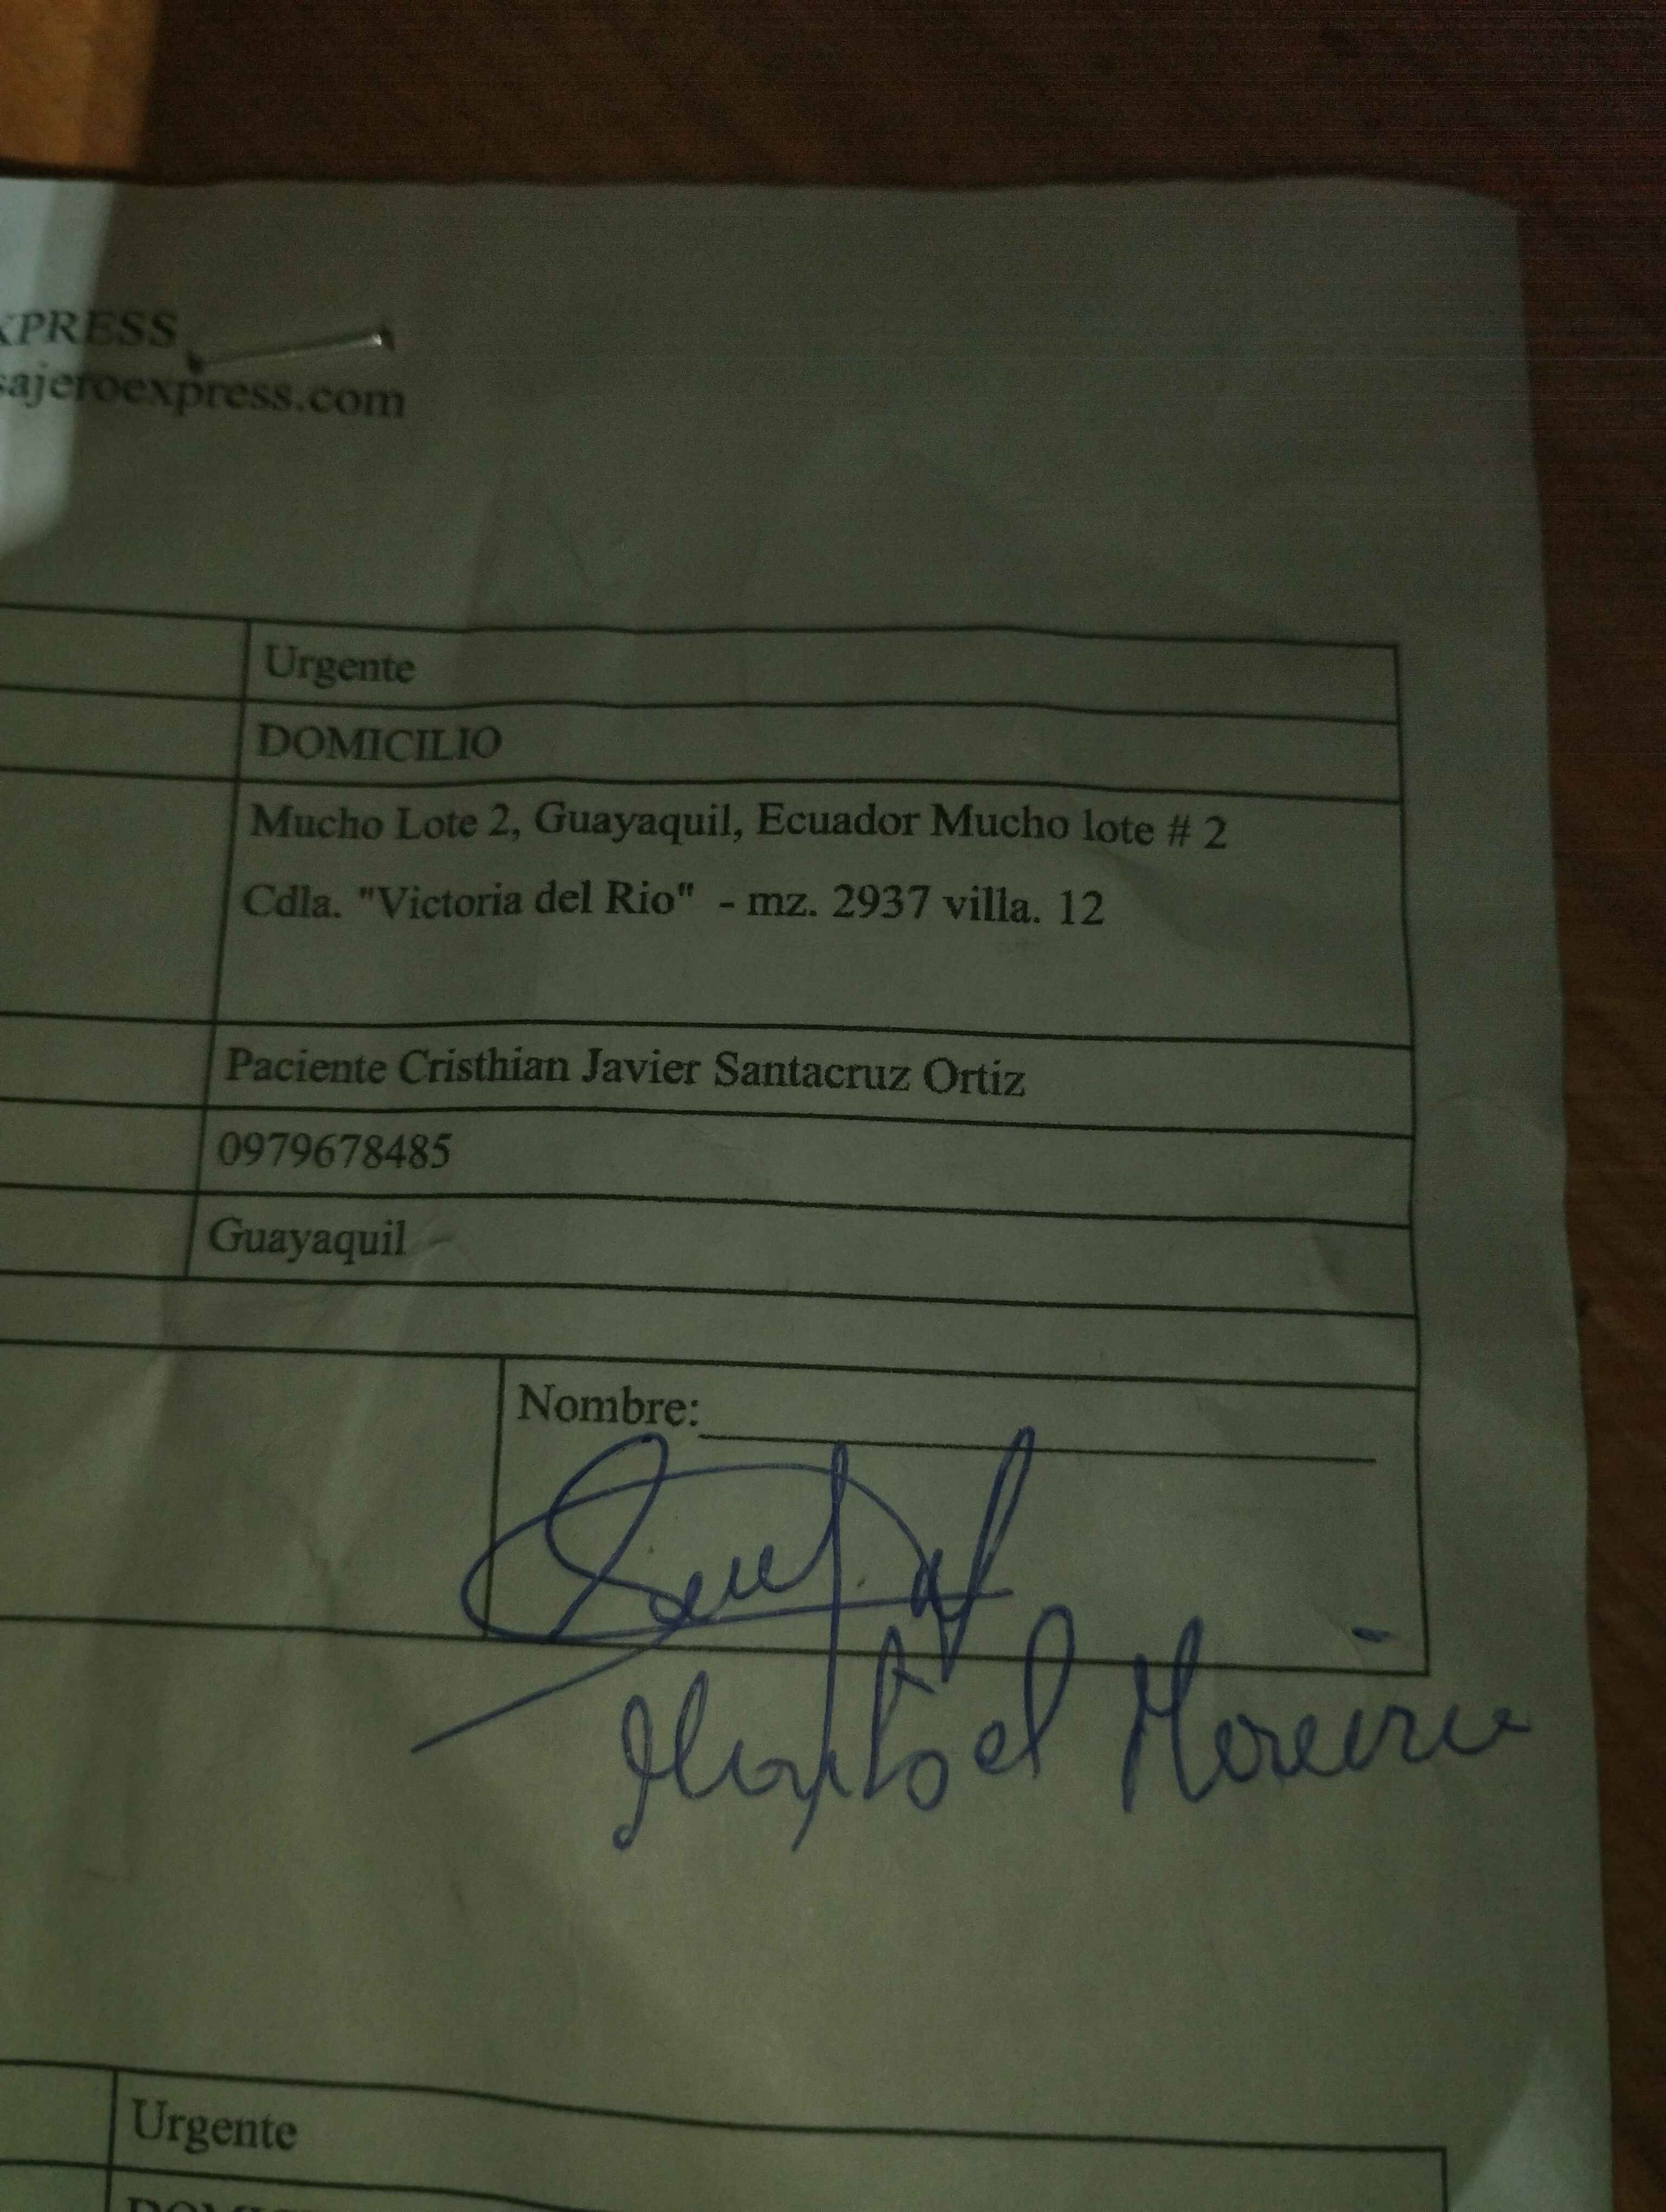 XPRESS
sajeroexpress.com
Urgente
DOMICILIO
Mucho Lote 2, Guayaquil, Ecuador Mucho lote # 2
Cdla. "Victoria del Rio" - mz. 2937 villa. 12
Paciente Cristhian Javier Santacruz Ortiz
0979678485
Guayaquil
Nombre:
Moreira
Urgente